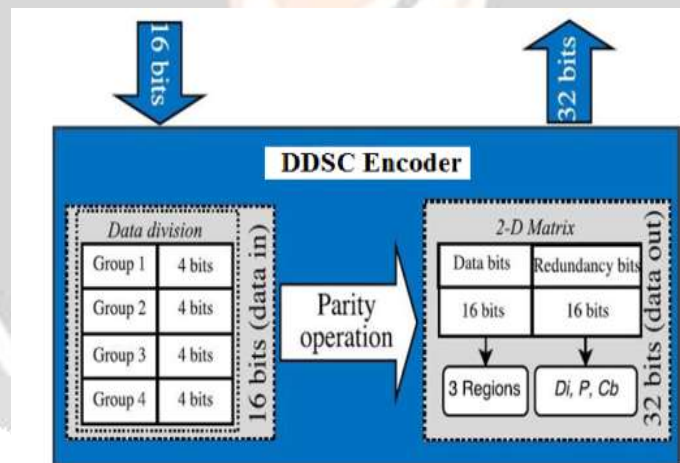 16 bits
32 bits
DDSC Encoder
Data division
Group 1 4 bits
Group 2 4 bits
Group 3 4 bits
Group 4 4 bits
16 bits (data in)
Parity
operation
2-D Matrix
Data bits Redundancy bits
16 bits 16 bits
3 Regions Di, P, Cb
32 bits (data out)